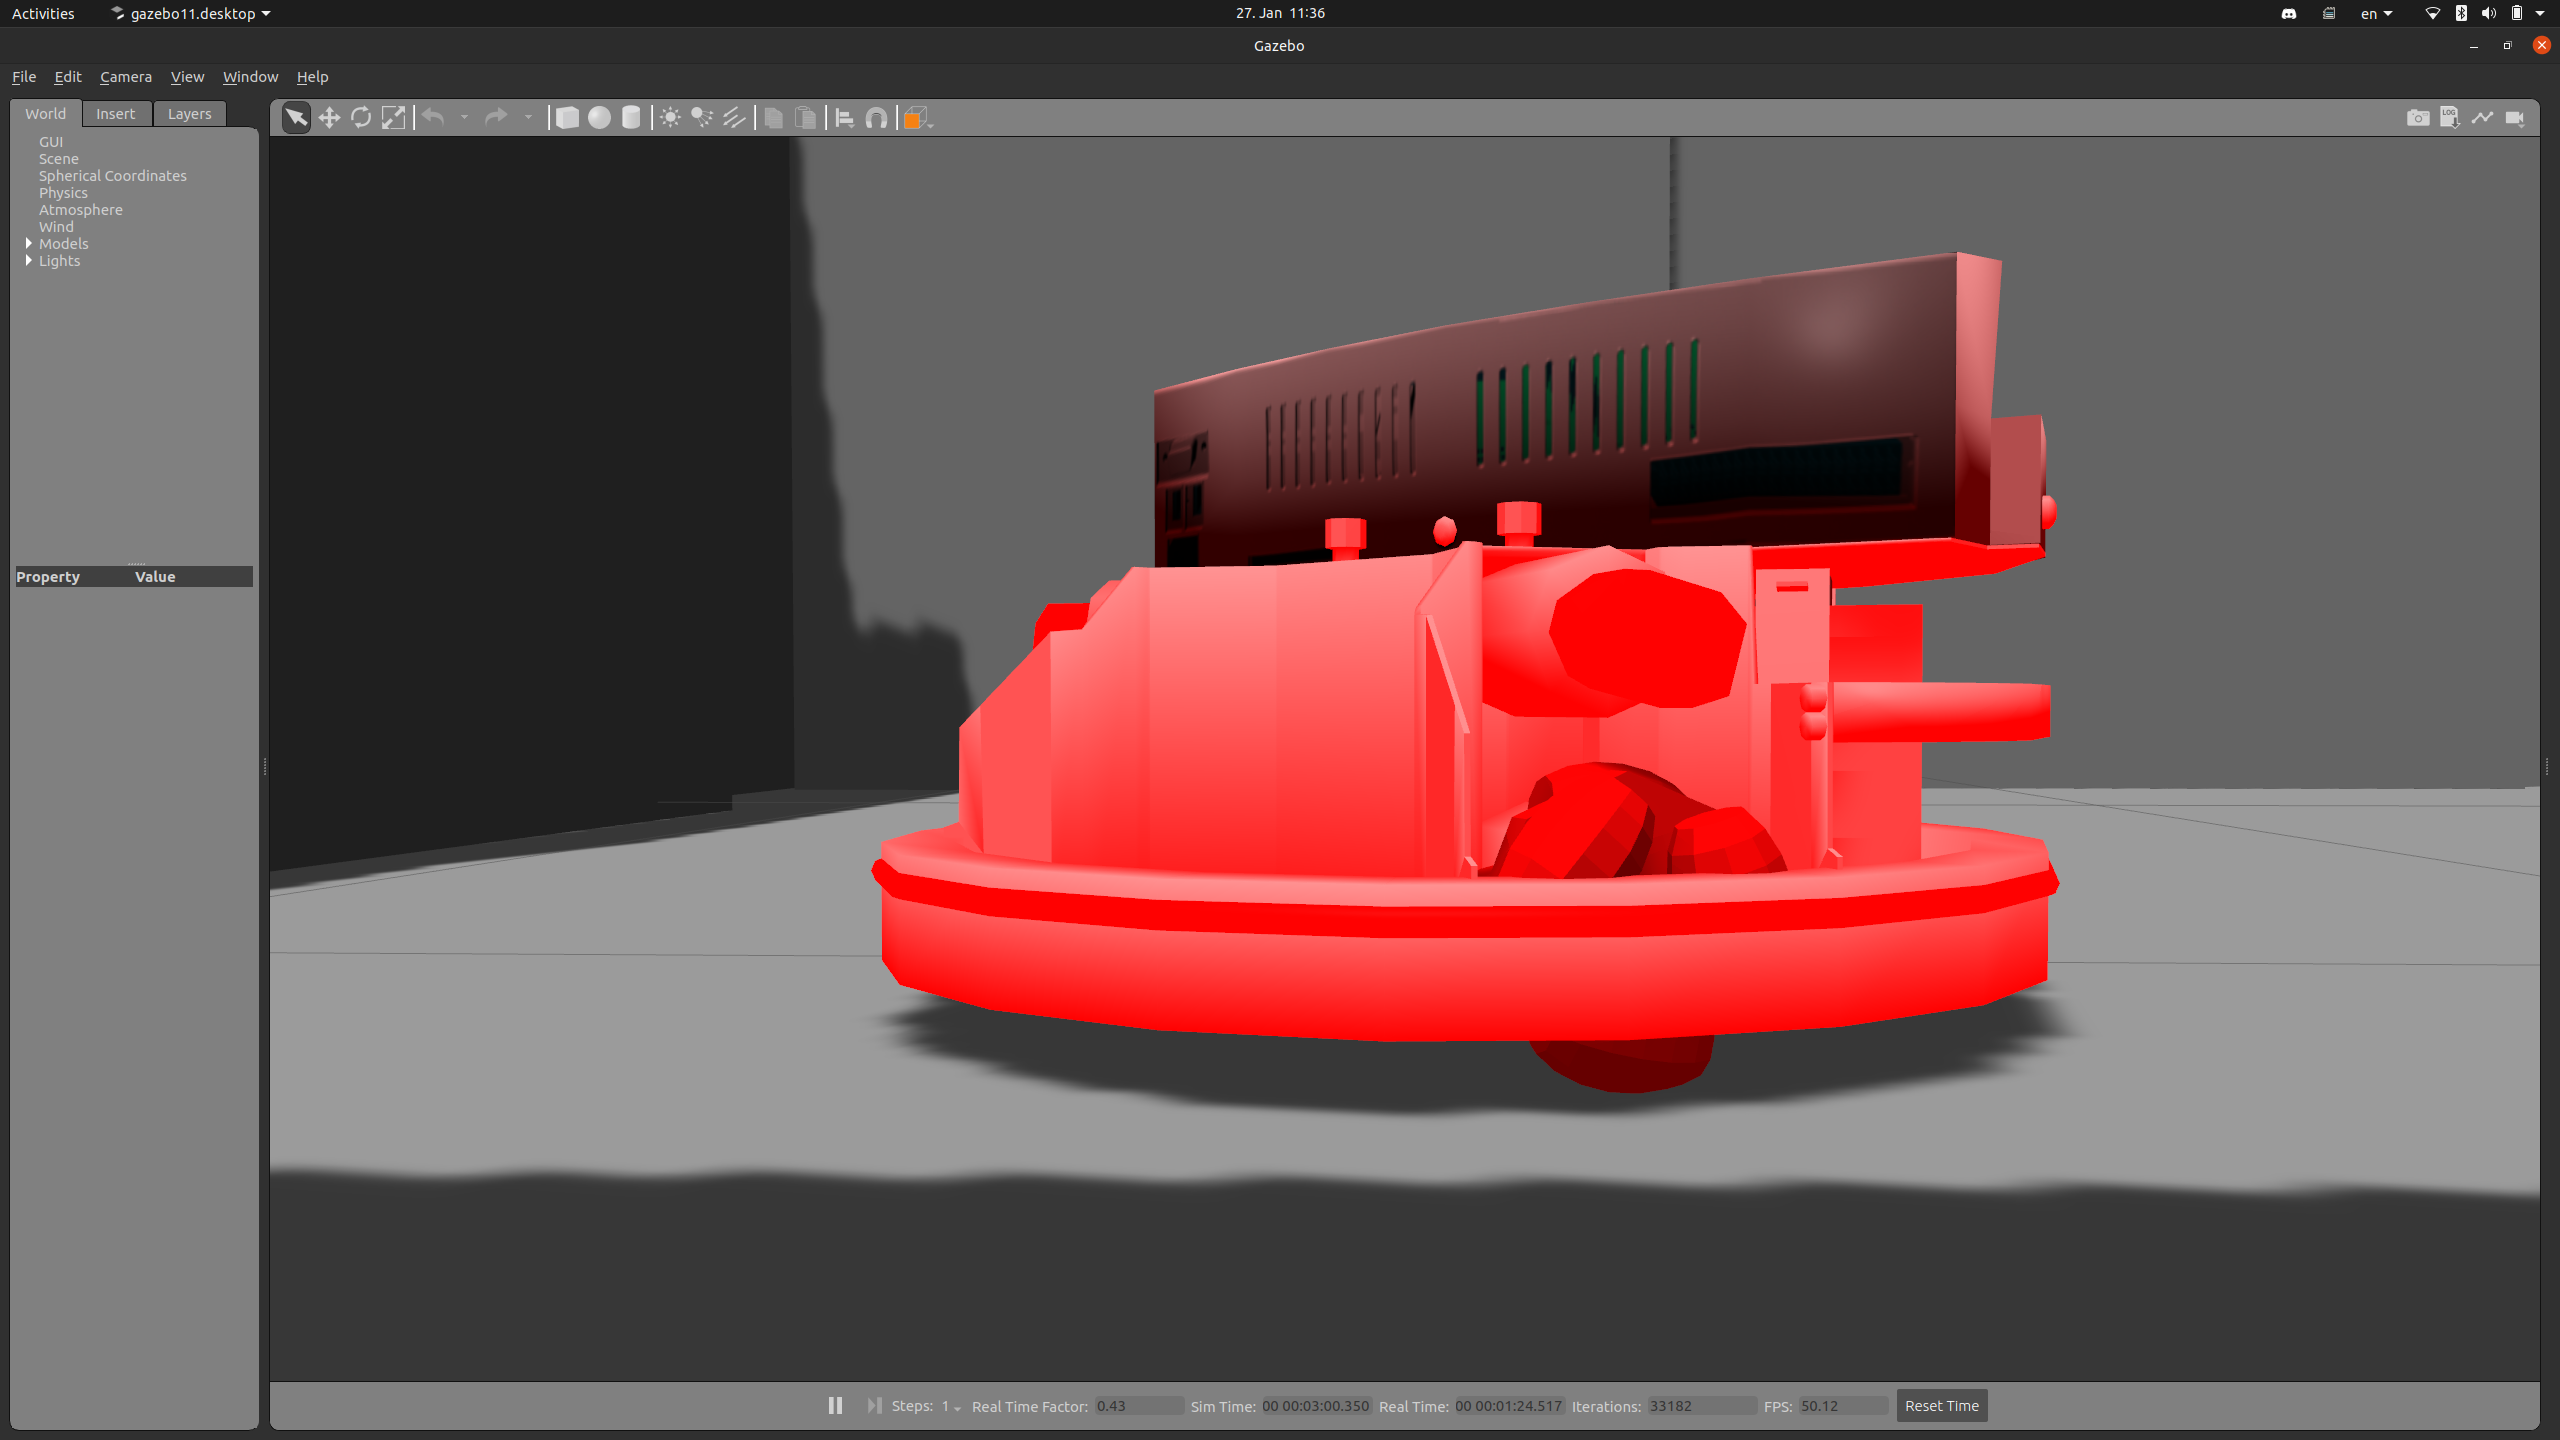 Activities gazebo11.desktop 27. Jan 11:36 en
Gazebo
File Edit Camera View Window Help
World Insert Layers
GUI
Scene
Spherical Coordinates
Physics
Atmosphere
Wind
Models
Lights
LOG
Property Value
Steps: 1 Real Time Factor: 0.43 Sim Time: 00 00:03:00.350 Real Time: 00 00:01:24.517 Iterations: 33182 FPS: 50.12 Reset Time